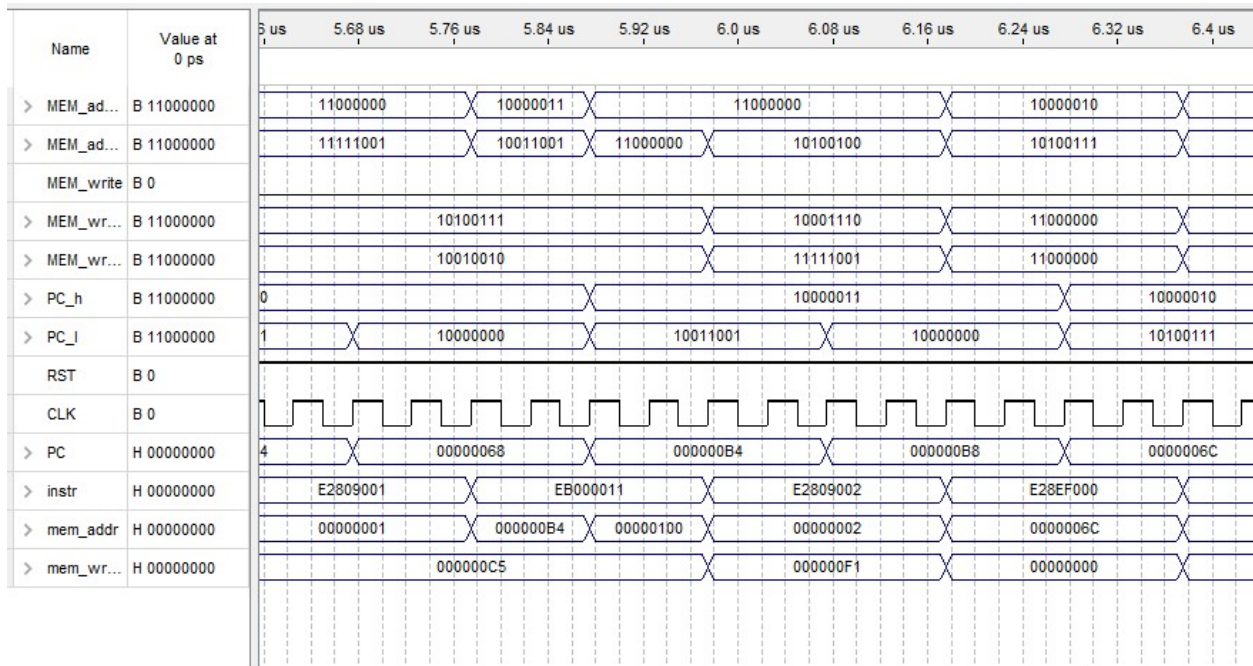 Name Value at 0 ps 5 us 5.68 us 5.76 us 5.84 us 5.92 us 6.0 us 6.08 us 6.16 us 6.24 us 6.32 us 6.4 us
> MEM_ad... B 11000000 11000000 10000011 11000000 10000010
> MEM_ad... B 11000000 11111001 10011001 11000000 10100100 10100111
MEM_write B 0
> MEM_wr... B 11000000 10100111 10001110 11000000
> MEM_wr... B 11000000 10010010 11111001 11000000
> PC_h B 11000000 0 10000011 10000010
> PC_l B 11000000 1 10000000 10011001 10000000 10100111
RST B 0
CLK B 0
> PC H 00000000 4 00000068 000000B4 000000B8 0000006C
> instr H 00000000 E2809001 EB000011 E2809002 E28EF000
> mem_addr H 00000000 00000001 000000B4 00000100 00000002 0000006C
> mem_wr... H 00000000 000000C5 000000F1 00000000